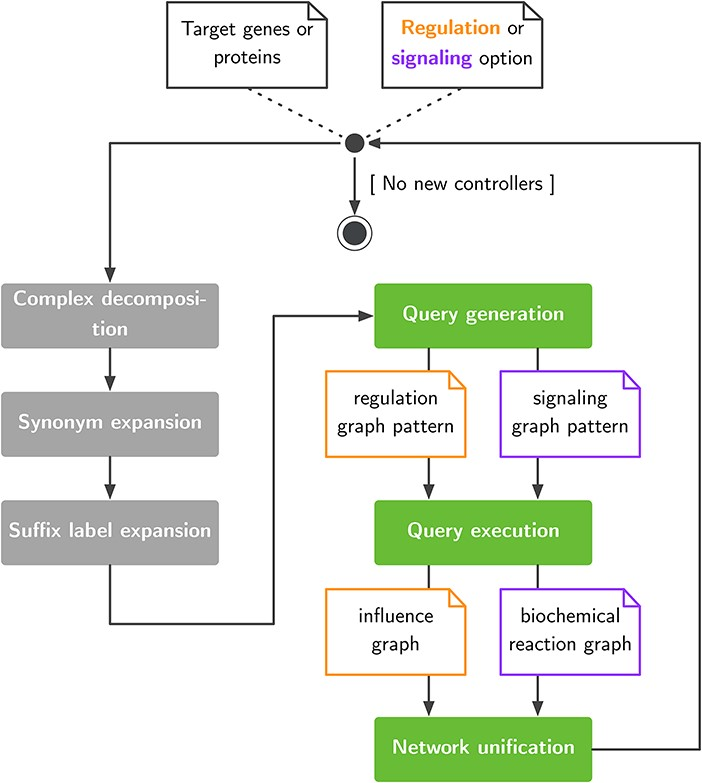 Target genes or
proteins
Regulation or
signaling option
[ No new controllers ]
Complex decomposi-
tion
Synonym expansion
Suffix label expansion
Query generation
regulation
graph pattern
signaling
graph pattern
Query execution
influence
graph
biochemical
reaction graph
Network unification